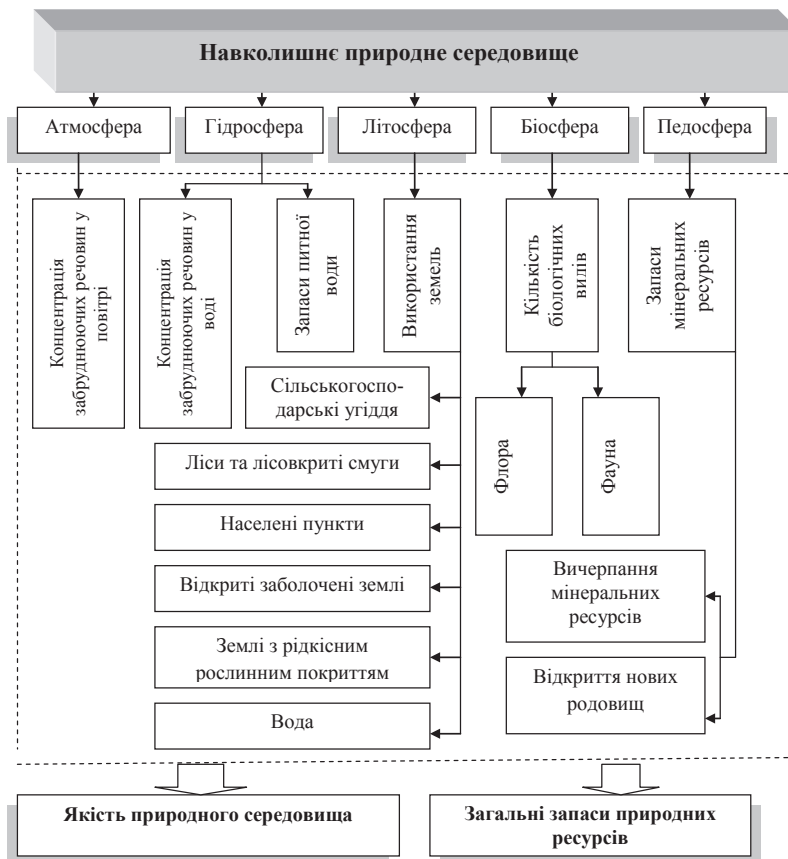 Навколишнє природне середовище
Атмосфера
Гідросфера
Літосфера
Біосфера
Педосфера
Концентрація
забруднюючих речовин у
повітрі
Концентрація
забруднюючих речовин у
воді
Запаси питної
води
Використання
земель
Кількість
біологічних
вилів
Запаси
мінеральних
ресурсів
Сільськогоспо-
дарські угіддя
Ліси та лісовкриті смуги
Населені пункти
Відкриті заболочені землі
Землі з рідкісним
рослинним покриттям
Вода
Флора
Фауна
Вичерпання
мінеральних
ресурсів
Відкриття нових
родовищ
Якість природного середовища
Загальні запаси природних
ресурсів